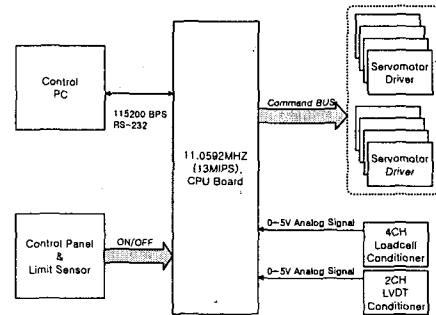 Control
PC
115200 BPS
RS-232
11.0592MHZ
(13MIPS),
CPU Board
Command BUS
Servomotor
Driver
Servomotor
Driver
Control Panel
&
Limit Sensor
ON/OFF
0-5V Analog Signal
4CH
Loadcell
Conditioner
0-5V Analog Signal
2CH
LVDT
Conditioner